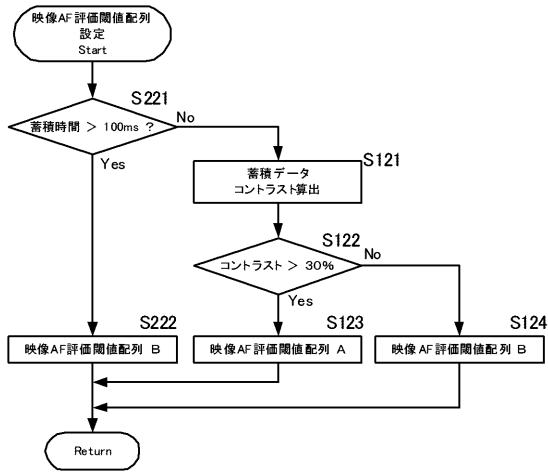 映像AF評価閾値配列
設定
Start
S221
蓄積時間 > 100ms ?
No
Yes
S121
蓄積データ
コントラスト算出
S122
コントラスト > 30%
No
Yes
S222
映像AF評価閾値配列 B
S123
映像AF評価閾値配列 A
S124
映像AF評価閾値配列 B
Return